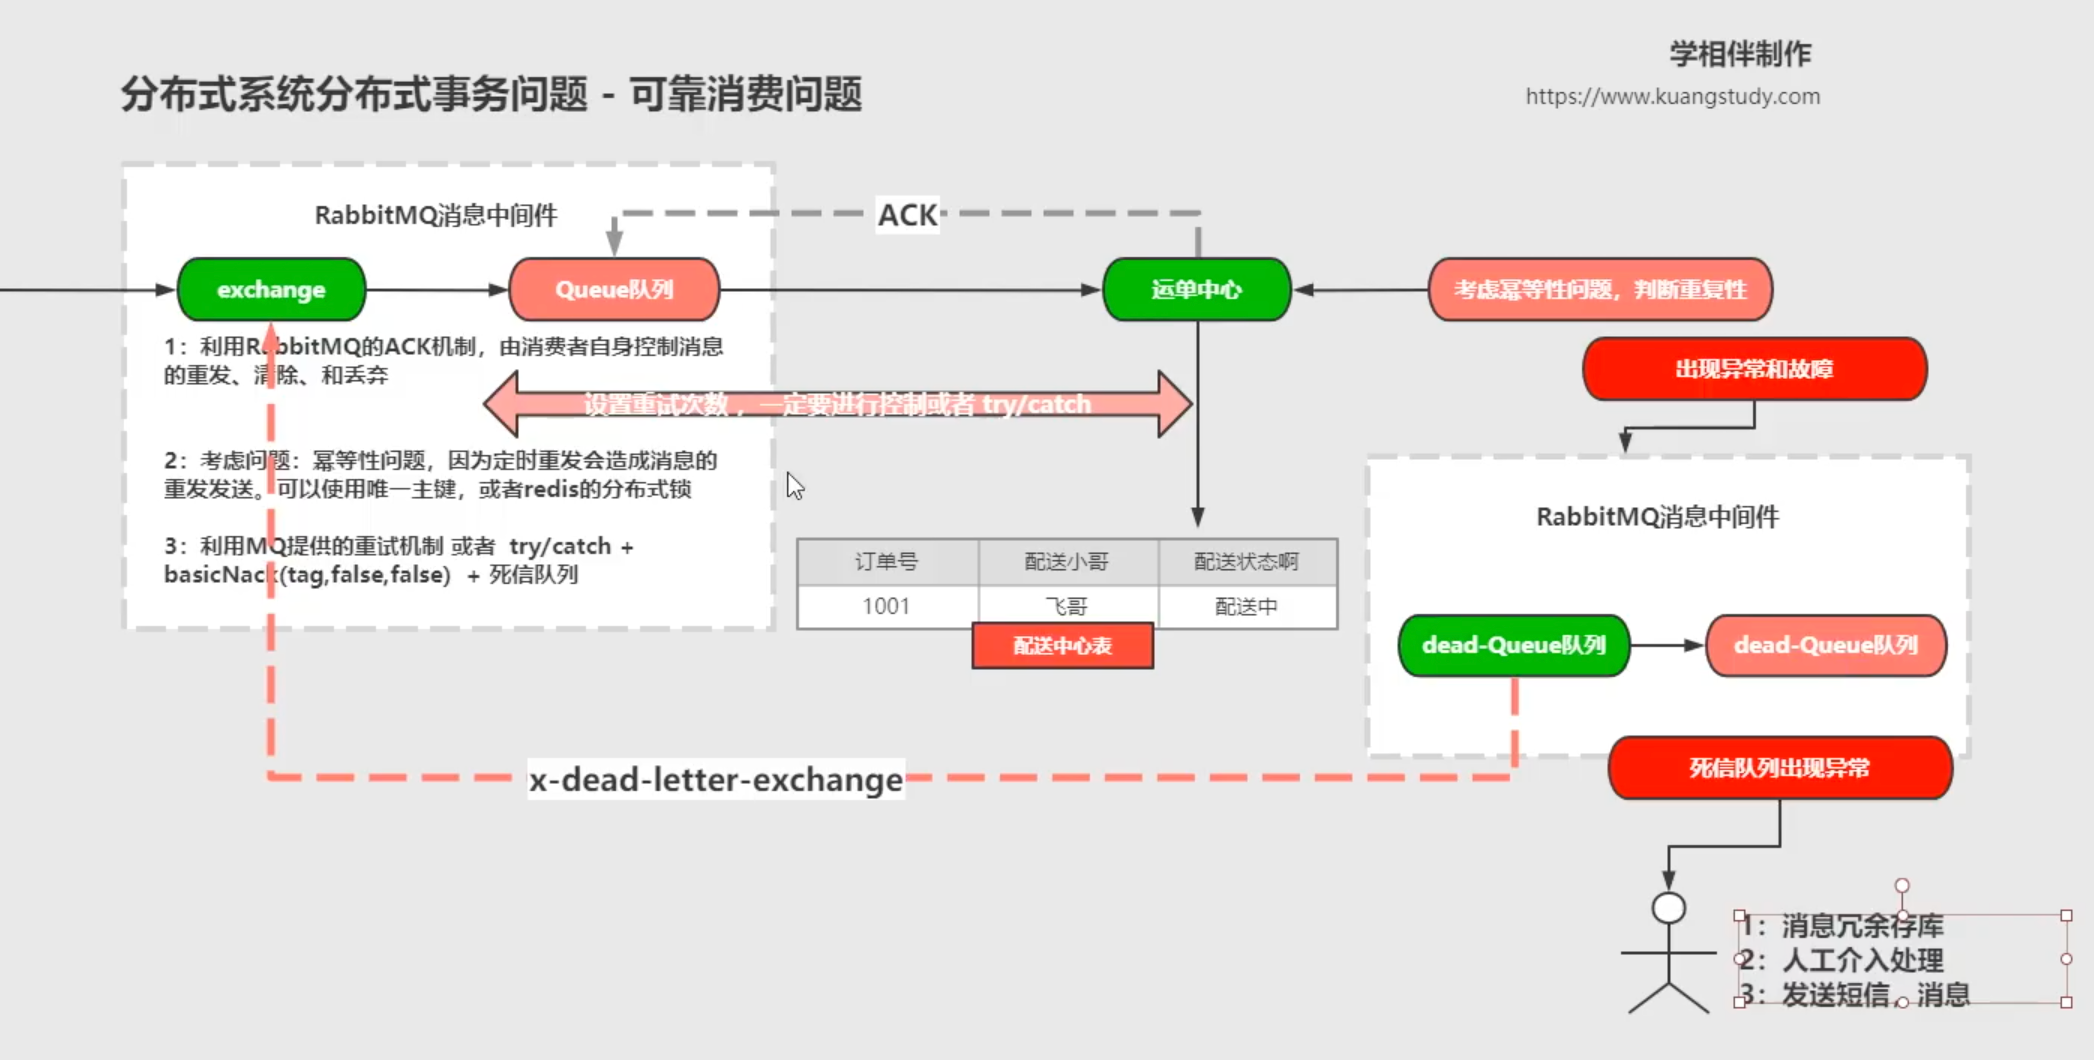 学相伴制作
分布式系统分布式事务问题 - 可靠消费问题
https://www.kuangstudy.com
RabbitMQ消息中间件
ACK
exchange
Queue队列
运单中心
考虑幂等性问题，判断重复性
1：利用RabbitMQ的ACK机制，由消费者自身控制消息
的重发、清除、和丢弃
出现异常和故障
设置重试次数 ，一定要进行控制或者 try/catch
2：考虑问题：幂等性问题，因为定时重发会造成消息的
重发发送。可以使用唯一主键，或者redis的分布式锁
RabbitMQ消息中间件
3：利用MQ提供的重试机制 或者  try/catch +
basicNack(tag,false,false)  + 死信队列
订单号 配送小哥 配送状态啊
1001 飞哥 配送中
配送中心表
dead-Queue队列
dead-Queue队列
x-dead-letter-exchange
死信队列出现异常
1：消息冗余存库
2：人工介入处理
3：发送短信，消息